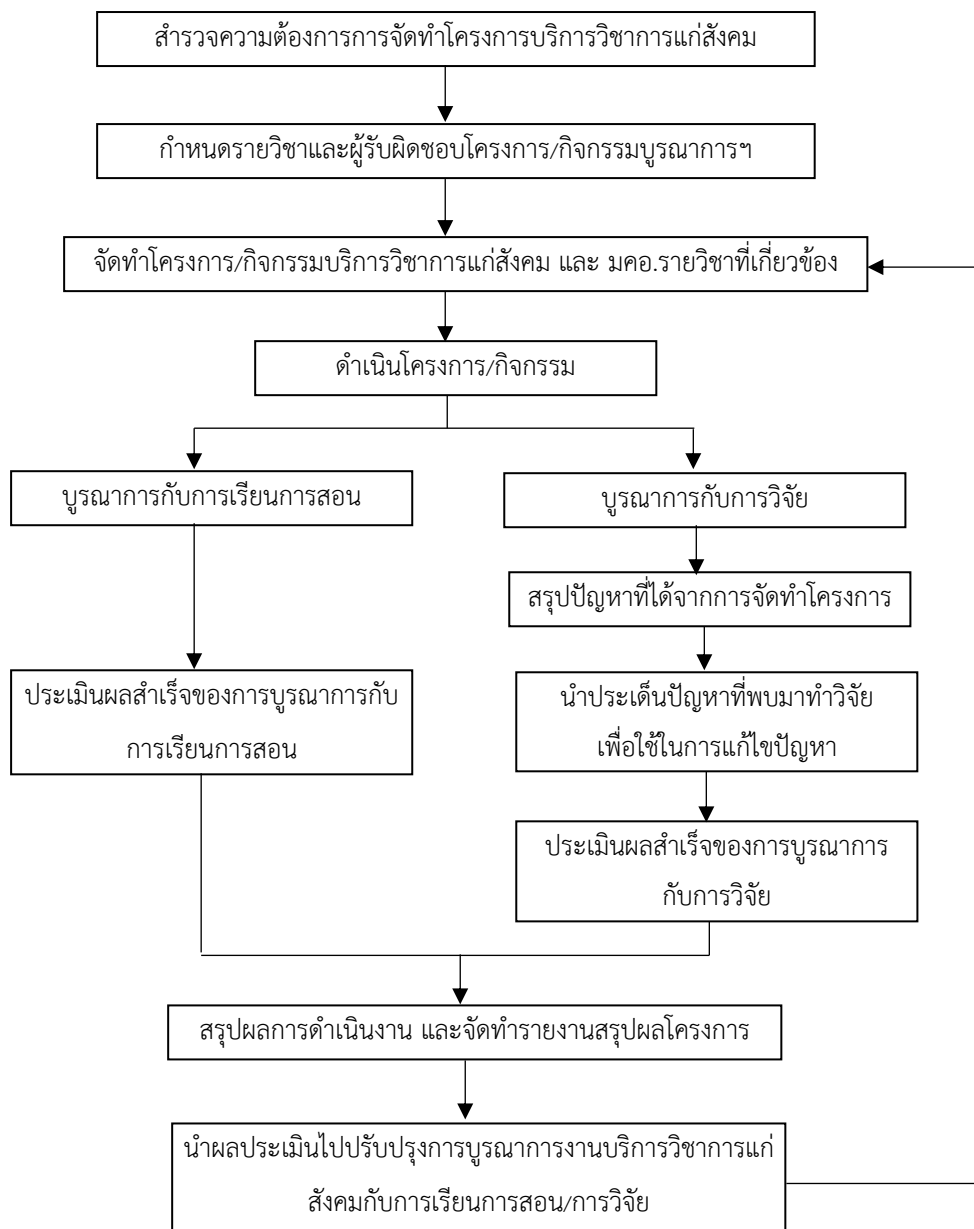 สำรวจความต้องการการจัดทำโครงการบริการวิชาการแก่สังคม
กำหนดรายวิชาและผู้รับผิดชอบโครงการ/กิจกรรมบูรณาการฯ
จัดทำโครงการ/กิจกรรมบริการวิชาการแก่สังคม และ มคอ.รายวิชาที่เกี่ยวข้อง
ดำเนินโครงการ/กิจกรรม
บูรณาการกับการเรียนการสอน
บูรณาการกับการวิจัย
สรุปปัญหาที่ได้จากการจัดทำโครงการ
ประเมินผลสำเร็จของการบูรณาการกับ
การเรียนการสอน
นำประเด็นปัญหาที่พบมาทำวิจัย
เพื่อใช้ในการแก้ไขปัญหา
ประเมินผลสำเร็จของการบูรณาการ
กับการวิจัย
สรุปผลการดำเนินงาน และจัดทำรายงานสรุปผลโครงการ
นำผลประเมินไปปรับปรุงการบูรณาการงานบริการวิชาการแก่
สังคมกับการเรียนการสอน/การวิจัย